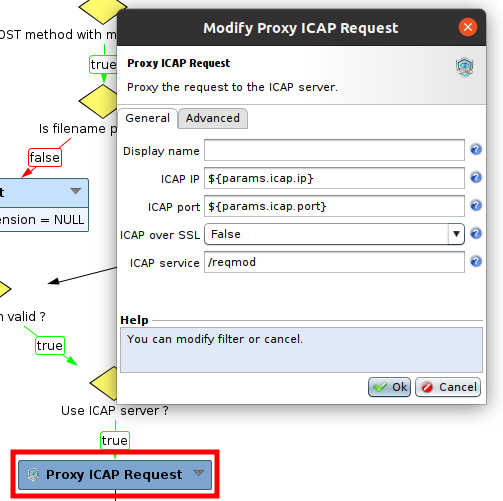 Modify Proxy ICAP Request
Proxy ICAP Request
Proxy the request to the ICAP server.
General
Advanced
Display name
ICAP IP
${params.icap.ip}
ICAP port
${params.icap.port}
ICAP over SSL
False
ICAP service
/reqmod
Help
You can modify filter or cancel.
Ok
Cancel
OST method with m
true
Is filename p
false
t
ension = NULL
n valid ?
true
Use ICAP server ?
true
Proxy ICAP Request